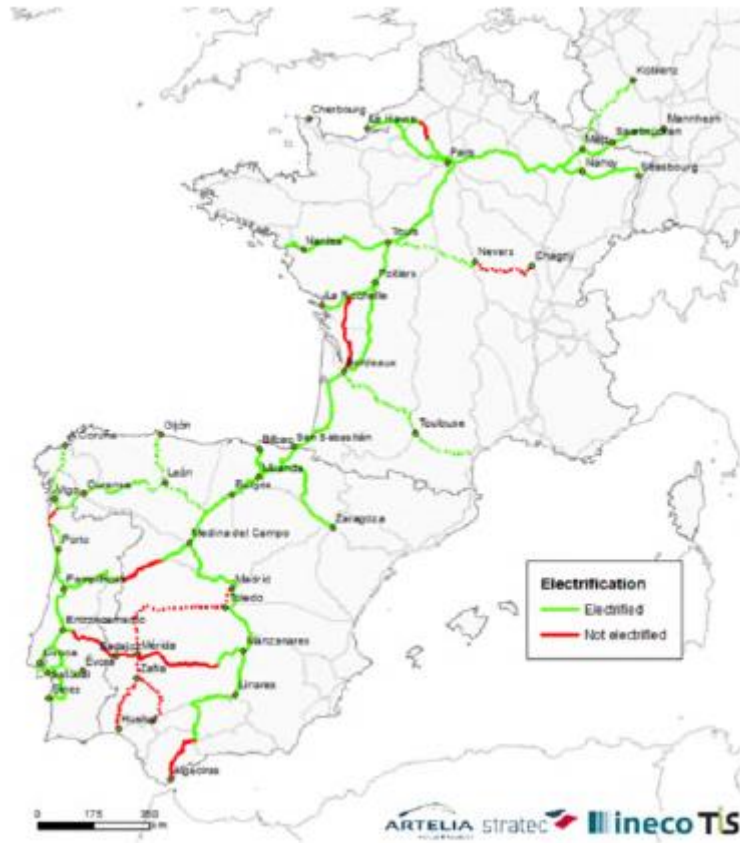 Koblenz
Cherbourg
Le Havre
Mannheim
Saarbrücken
Metz
Paris
Nancy
Strasbourg
Tours
Nantes
Nevers
Chagny
Poitiers
La Rochelle
Bordeaux
Toulouse
Gijón
A Coruña
Bilbao
San Sebastián
León
Miranda
Vigo
Ourense
Burgos
Zaragoza
Medina del Campo
Porto
Madrid
Toledo
Entroncamento
Manzanares
Badajoz
Mérida
Lisboa
Évora
Zafra
Setúbal
Sines
Linares
Huelva
Algeciras
Electrification
Electrified
Not electrified
0 175 350
ARTELIA stratec ineco TIS